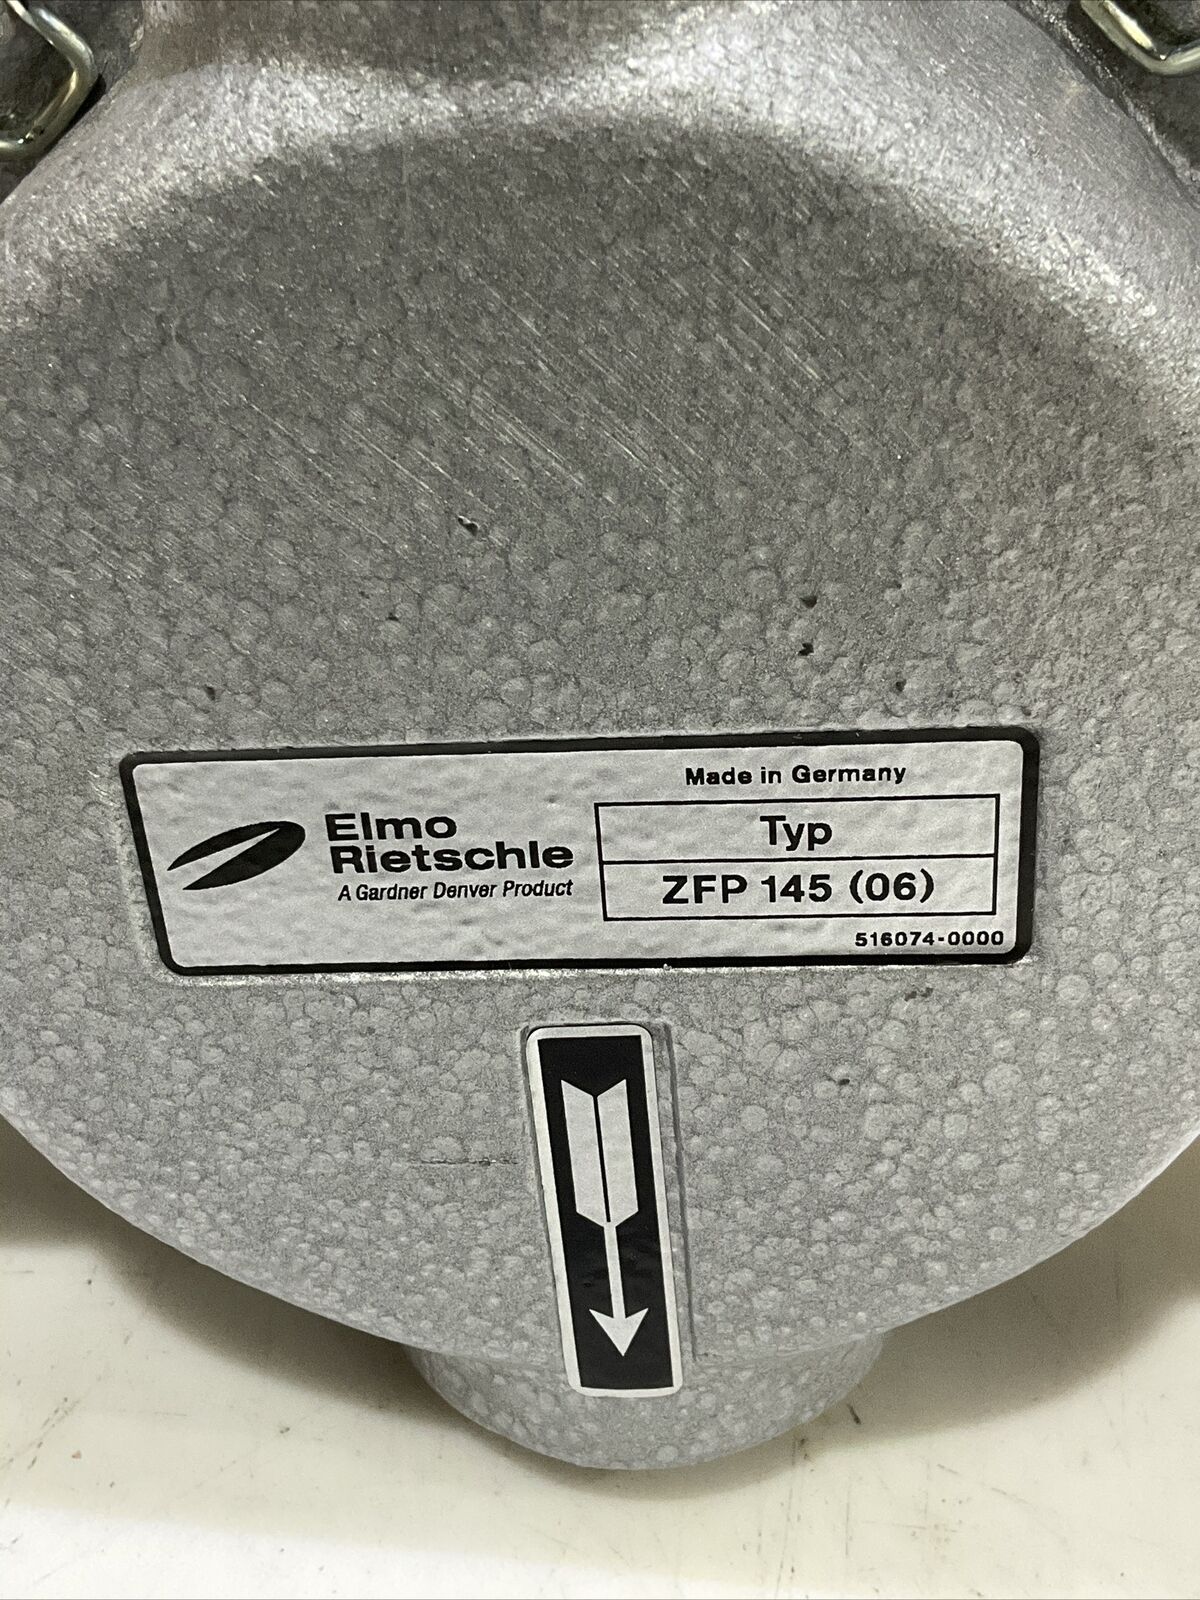 Made in Germany
Elmo
Rietschle
A Gardner Denver Product
Typ
ZFP 145 (06)
516074-0000